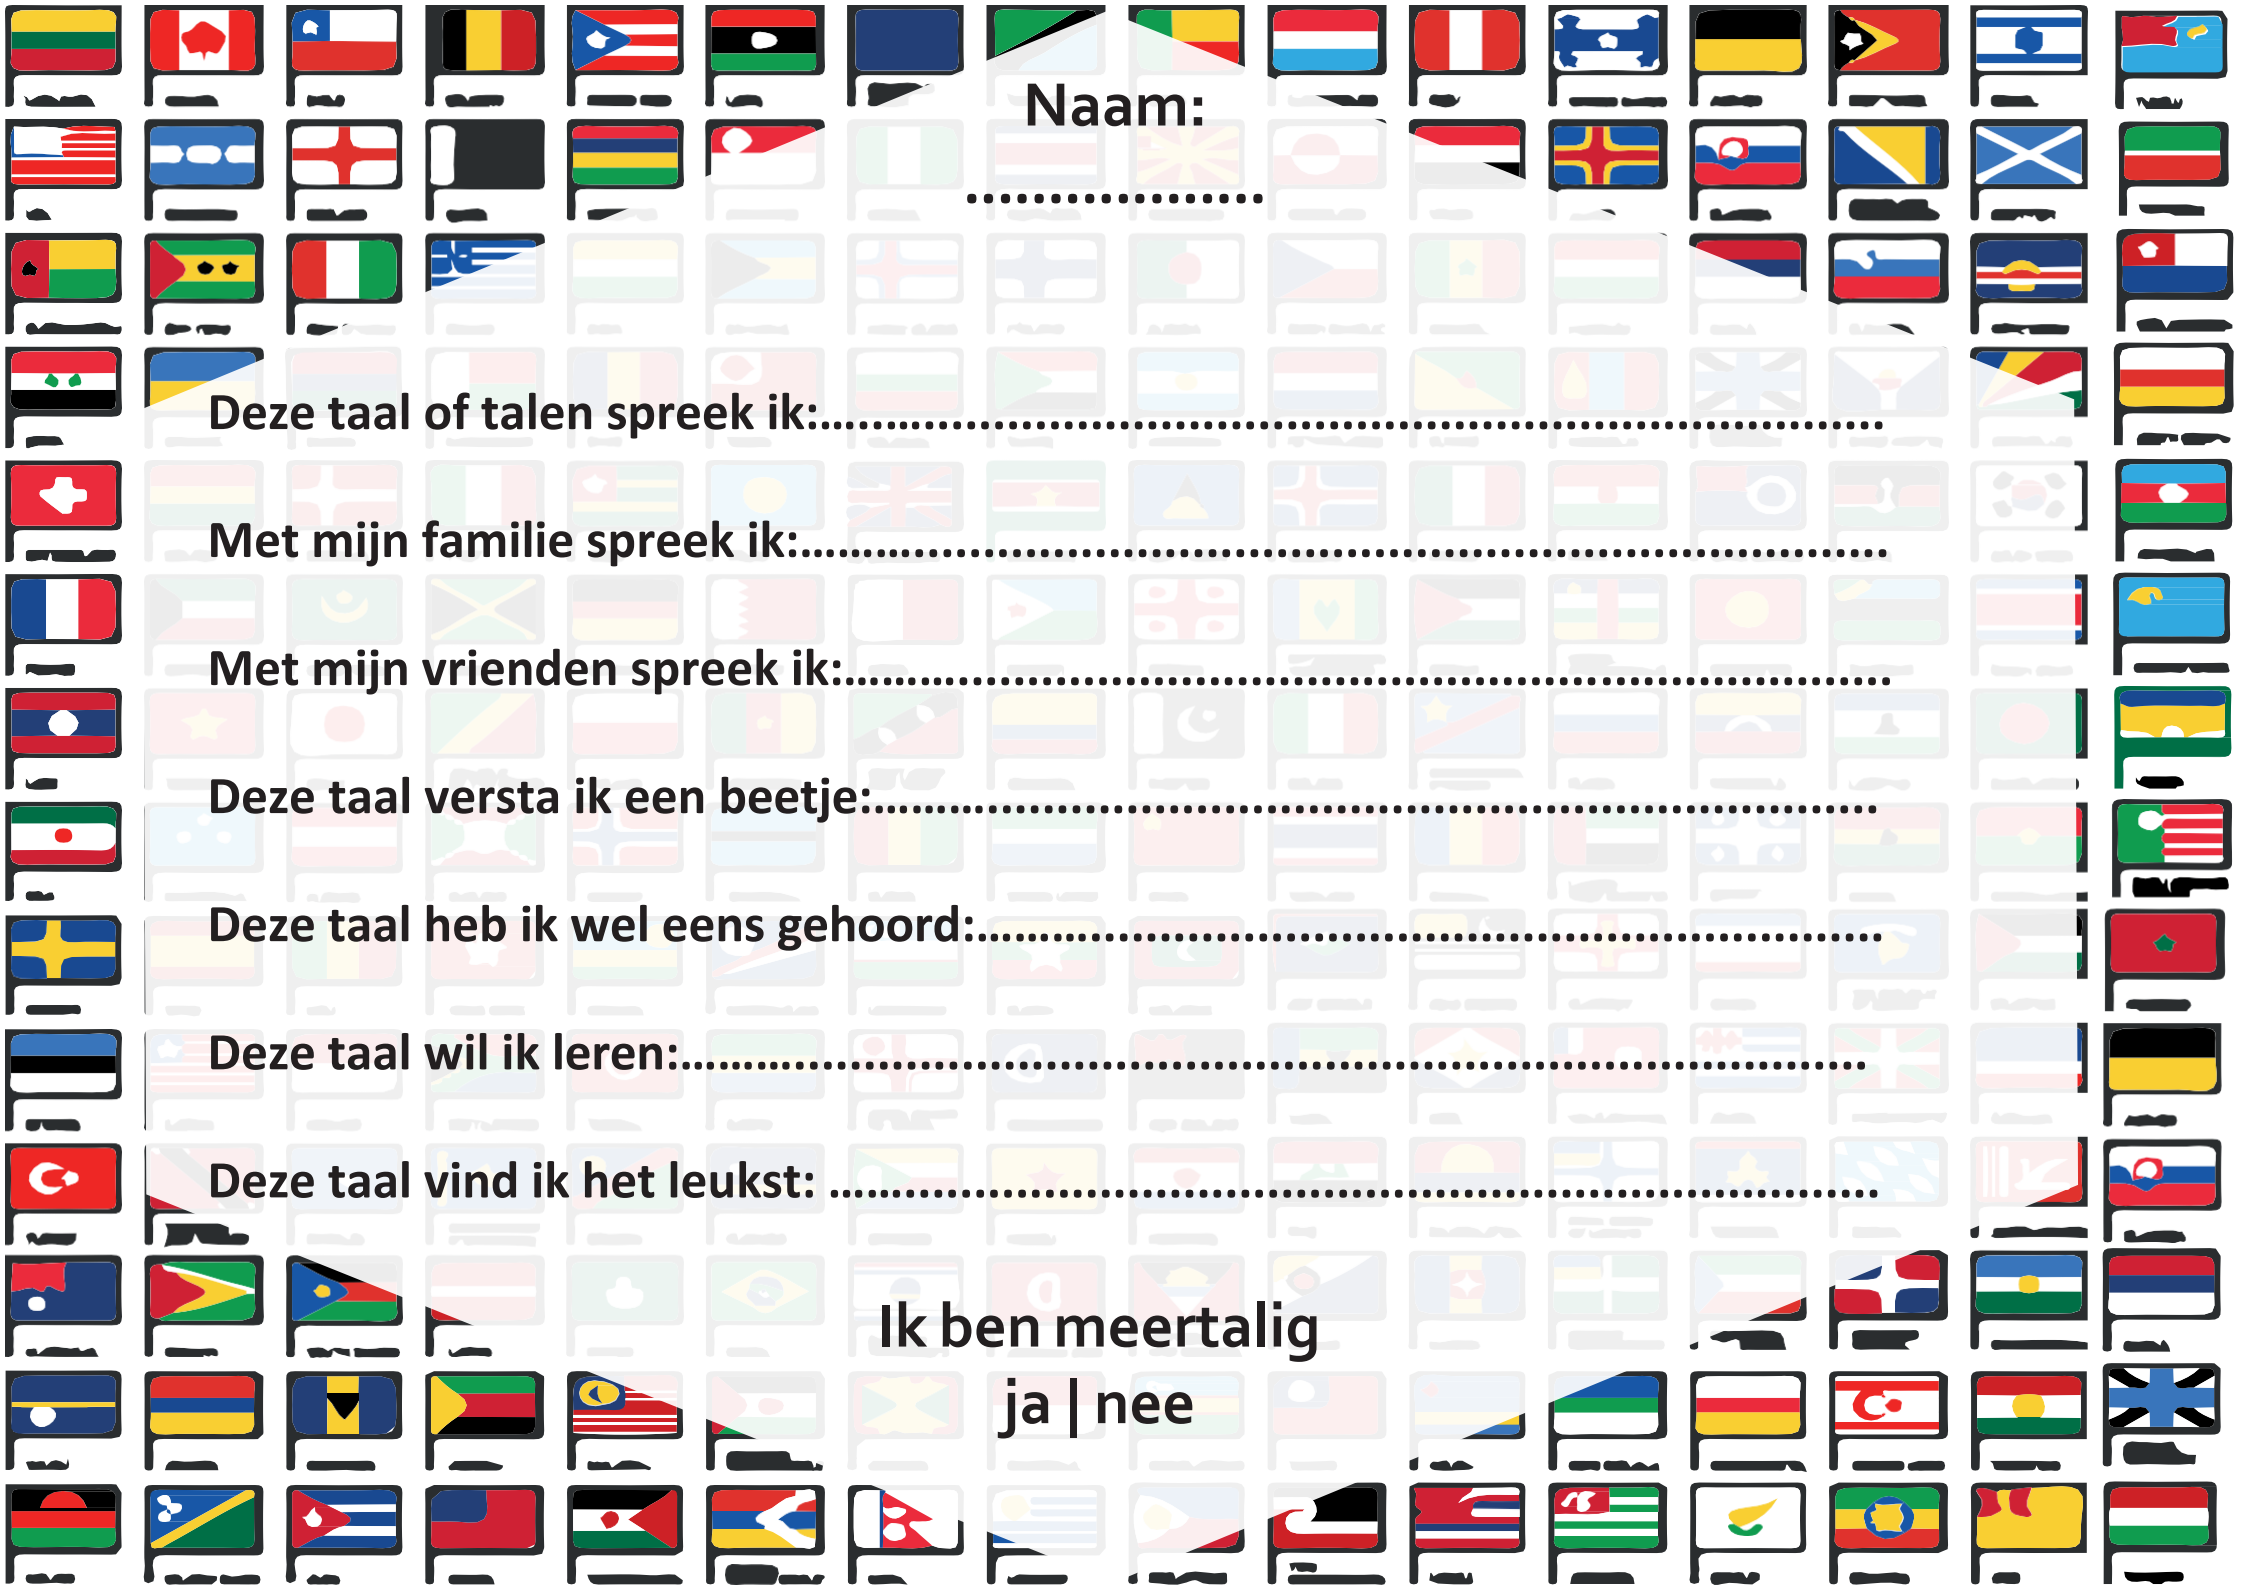 Naam:
..................
Deze taal of talen spreek ik:......................................................................................
Met mijn familie spreek ik:........................................................................................
Met mijn vrienden spreek ik:.....................................................................................
Deze taal versta ik een beetje:...................................................................................
Deze taal heb ik wel eens gehoord:..........................................................................
Deze taal wil ik leren:.................................................................................................
Deze taal vind ik het leukst: .....................................................................................
Ik ben meertalig
ja | nee